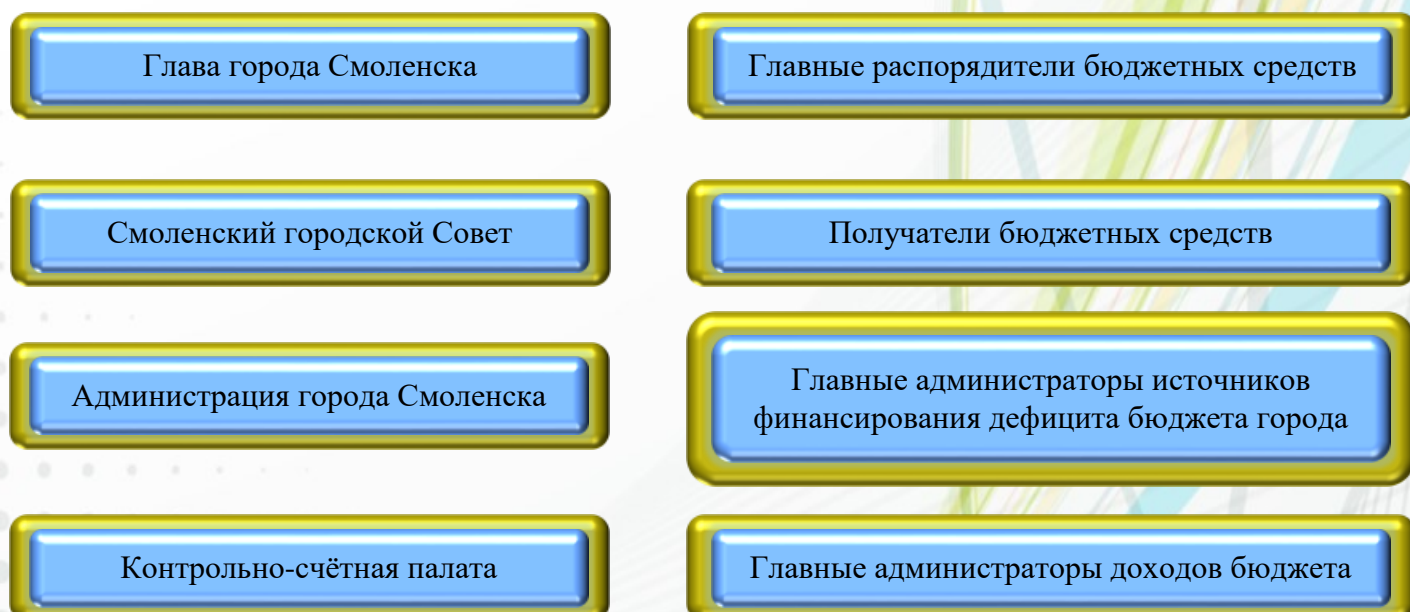 Глава города Смоленска
Главные распорядители бюджетных средств
Смоленский городской Совет
Получатели бюджетных средств
Администрация города Смоленска
Главные администраторы источников
финансирования дефицита бюджета города
Контрольно-счётная палата
Главные администраторы доходов бюджета